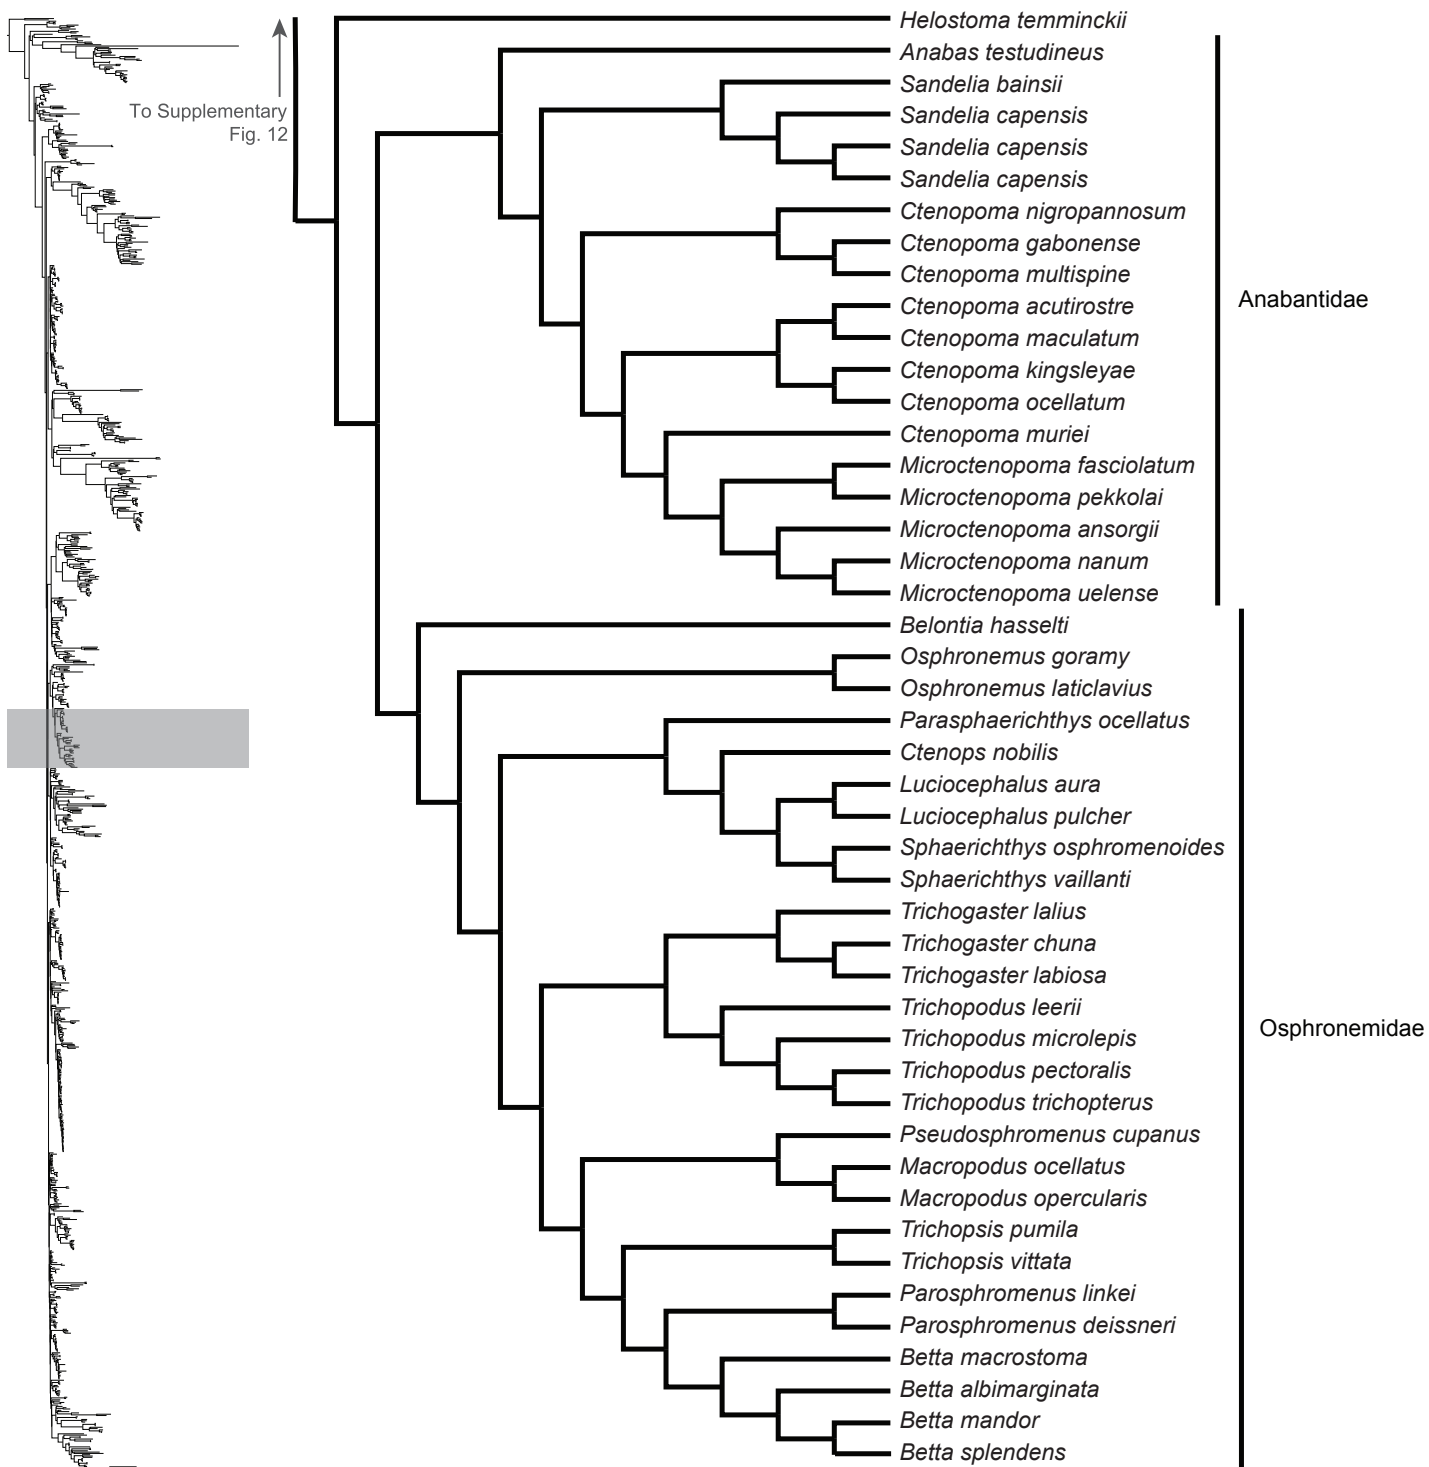 To Supplementary
Fig. 12
Helostoma temminckii
Anabas testudineus
Sandelia bainsii
Sandelia capensis
Sandelia capensis
Sandelia capensis
Ctenopoma nigropannosum
Ctenopoma gabonense
Ctenopoma multispine
Ctenopoma acutirostre
Ctenopoma maculatum
Ctenopoma kingsleyae
Ctenopoma ocellatum
Ctenopoma muriei
Microctenopoma fasciolatum
Microctenopoma pekkolai
Microctenopoma ansorgii
Microctenopoma nanum
Microctenopoma uelense
Anabantidae
Belontia hasselti
Osphronemus goramy
Osphronemus laticlavius
Parasphaerichthys ocellatus
Ctenops nobilis
Luciocephalus aura
Luciocephalus pulcher
Sphaerichthys osphromenoides
Sphaerichthys vaillanti
Trichogaster lalius
Trichogaster chuna
Trichogaster labiosa
Trichopodus leerii
Trichopodus microlepis
Trichopodus pectoralis
Trichopodus trichopterus
Pseudosphromenus cupanus
Macropodus ocellatus
Macropodus opercularis
Trichopsis pumila
Trichopsis vittata
Parosphromenus linkei
Parosphromenus deissneri
Betta macrostoma
Betta albimarginata
Betta mandor
Betta splendens
Osphronemidae